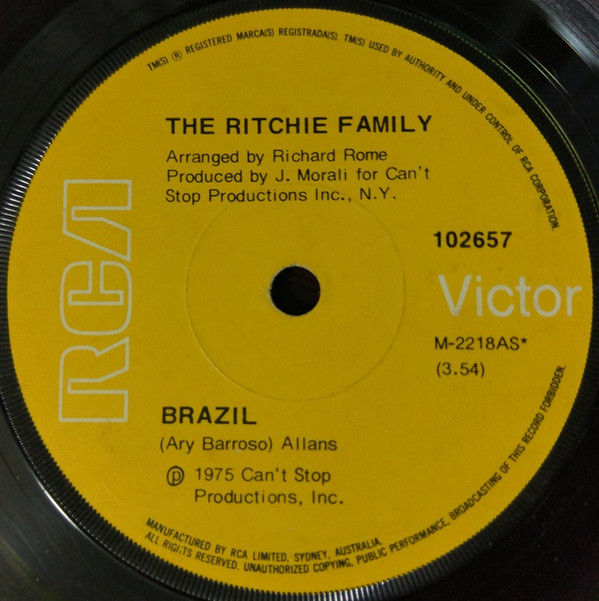 TM(S) ® REGISTERED MARCA(S) REGISTRADA(S). TM(S) USED BY AUTHORITY AND UNDER CONTROL OF RCA CORPORATION.
THE RITCHIE FAMILY
Arranged by Richard Rome
Produced by J. Morali for Can't
Stop Productions Inc., N.Y.
RCA
102657
Victor
M-2218AS*
(3.54)
BRAZIL
(Ary Barroso) Allans
℗ 1975 Can't Stop
Productions, Inc.
MANUFACTURED BY RCA LIMITED, SYDNEY, AUSTRALIA.
ALL RIGHTS RESERVED. UNAUTHORIZED COPYING, PUBLIC PERFORMANCE, BROADCASTING OF THIS RECORD FORBIDDEN.